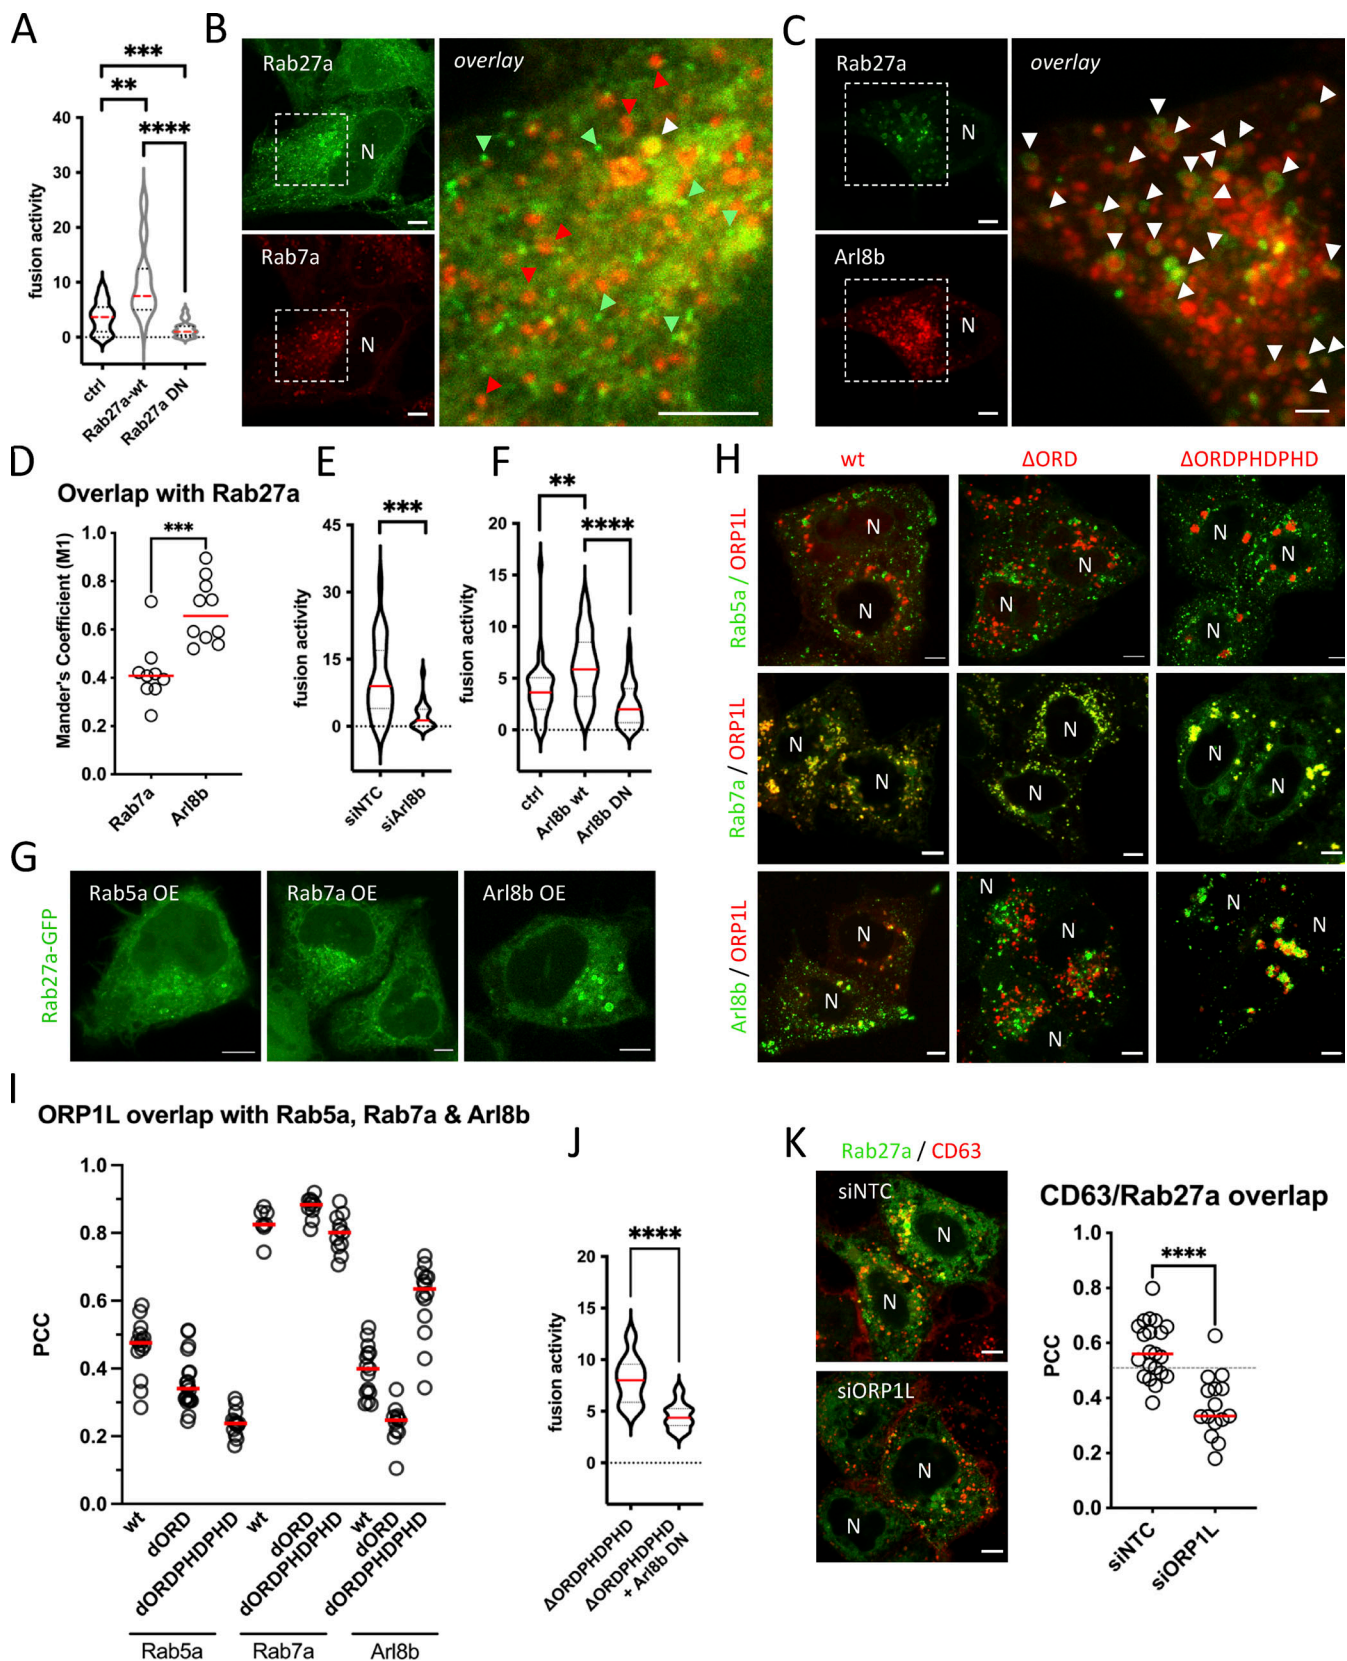 A
***
**
****
fusion activity
40
30
20
10
0
ctrl
Rab27a-wt
Rab27a DN
B
Rab27a
N
Rab7a
N
overlay
C
Rab27a
N
Arl8b
N
overlay
D
Overlap with Rab27a
***
Mander's Coefficient (M1)
1.0
0.8
0.6
0.4
0.2
0.0
Rab7a
Arl8b
E
***
fusion activity
45
30
15
0
siNTC
siArl8b
F
**
****
fusion activity
20
15
10
5
0
ctrl
Arl8b wt
Arl8b DN
G
Rab27a-GFP
Rab5a OE
Rab7a OE
Arl8b OE
H
wt
ΔORD
ΔORDPHDPHD
Rab5a / ORP1L
N
N
N
N
N
N
N
Rab7a / ORP1L
N
N
N
N
N
N
Arl8b / ORP1L
N
N
N
N
N
N
N
I
ORP1L overlap with Rab5a, Rab7a & Arl8b
PCC
1.0
0.8
0.6
0.4
0.2
0.0
wt
dORD
dORDPHDPHD
wt
dORD
dORDPHDPHD
wt
dORD
dORDPHDPHD
Rab5a
Rab7a
Arl8b
J
****
fusion activity
20
15
10
5
0
ΔORDPHDPHD
ΔORDPHDPHD
+ Arl8b DN
K
Rab27a / CD63
siNTC
N
N
siORP1L
N
N
CD63/Rab27a overlap
****
PCC
1.0
0.8
0.6
0.4
0.2
0.0
siNTC
siORP1L